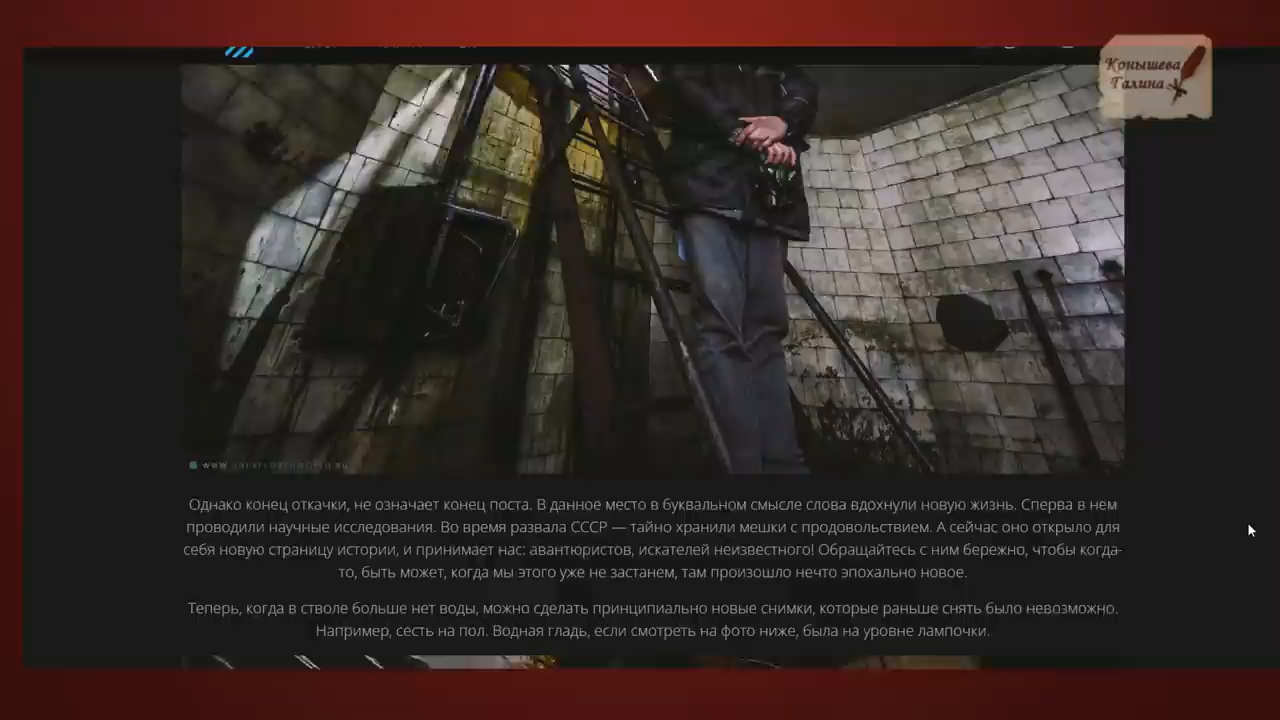 Конышева
Галина
Однако конец откачки, не означает конец поста. В данное место в буквальном смысле слова вдохнули новую жизнь. Сперва в нем
проводили научные исследования. Во время развала СССР — тайно хранили мешки с продовольствием. А сейчас оно открыло для
себя новую страницу истории, и принимает нас: авантюристов, искателей неизвестного! Обращайтесь с ним бережно, чтобы когда-
то, быть может, когда мы этого уже не застанем, там произошло нечто эпохально новое.
Теперь, когда в стволе больше нет воды, можно сделать принципиально новые снимки, которые раньше снять было невозможно.
Например, сесть на пол. Водная гладь, если смотреть на фото ниже, была на уровне лампочки.